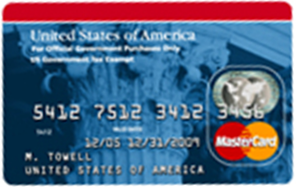 United States of America
For Official Government Purchases Only
US Government Tax Exempt
5412 7512 3412 3456
12/05 12/31/2009
M. TOWELL
UNITED STATES OF AMERICA
MasterCard